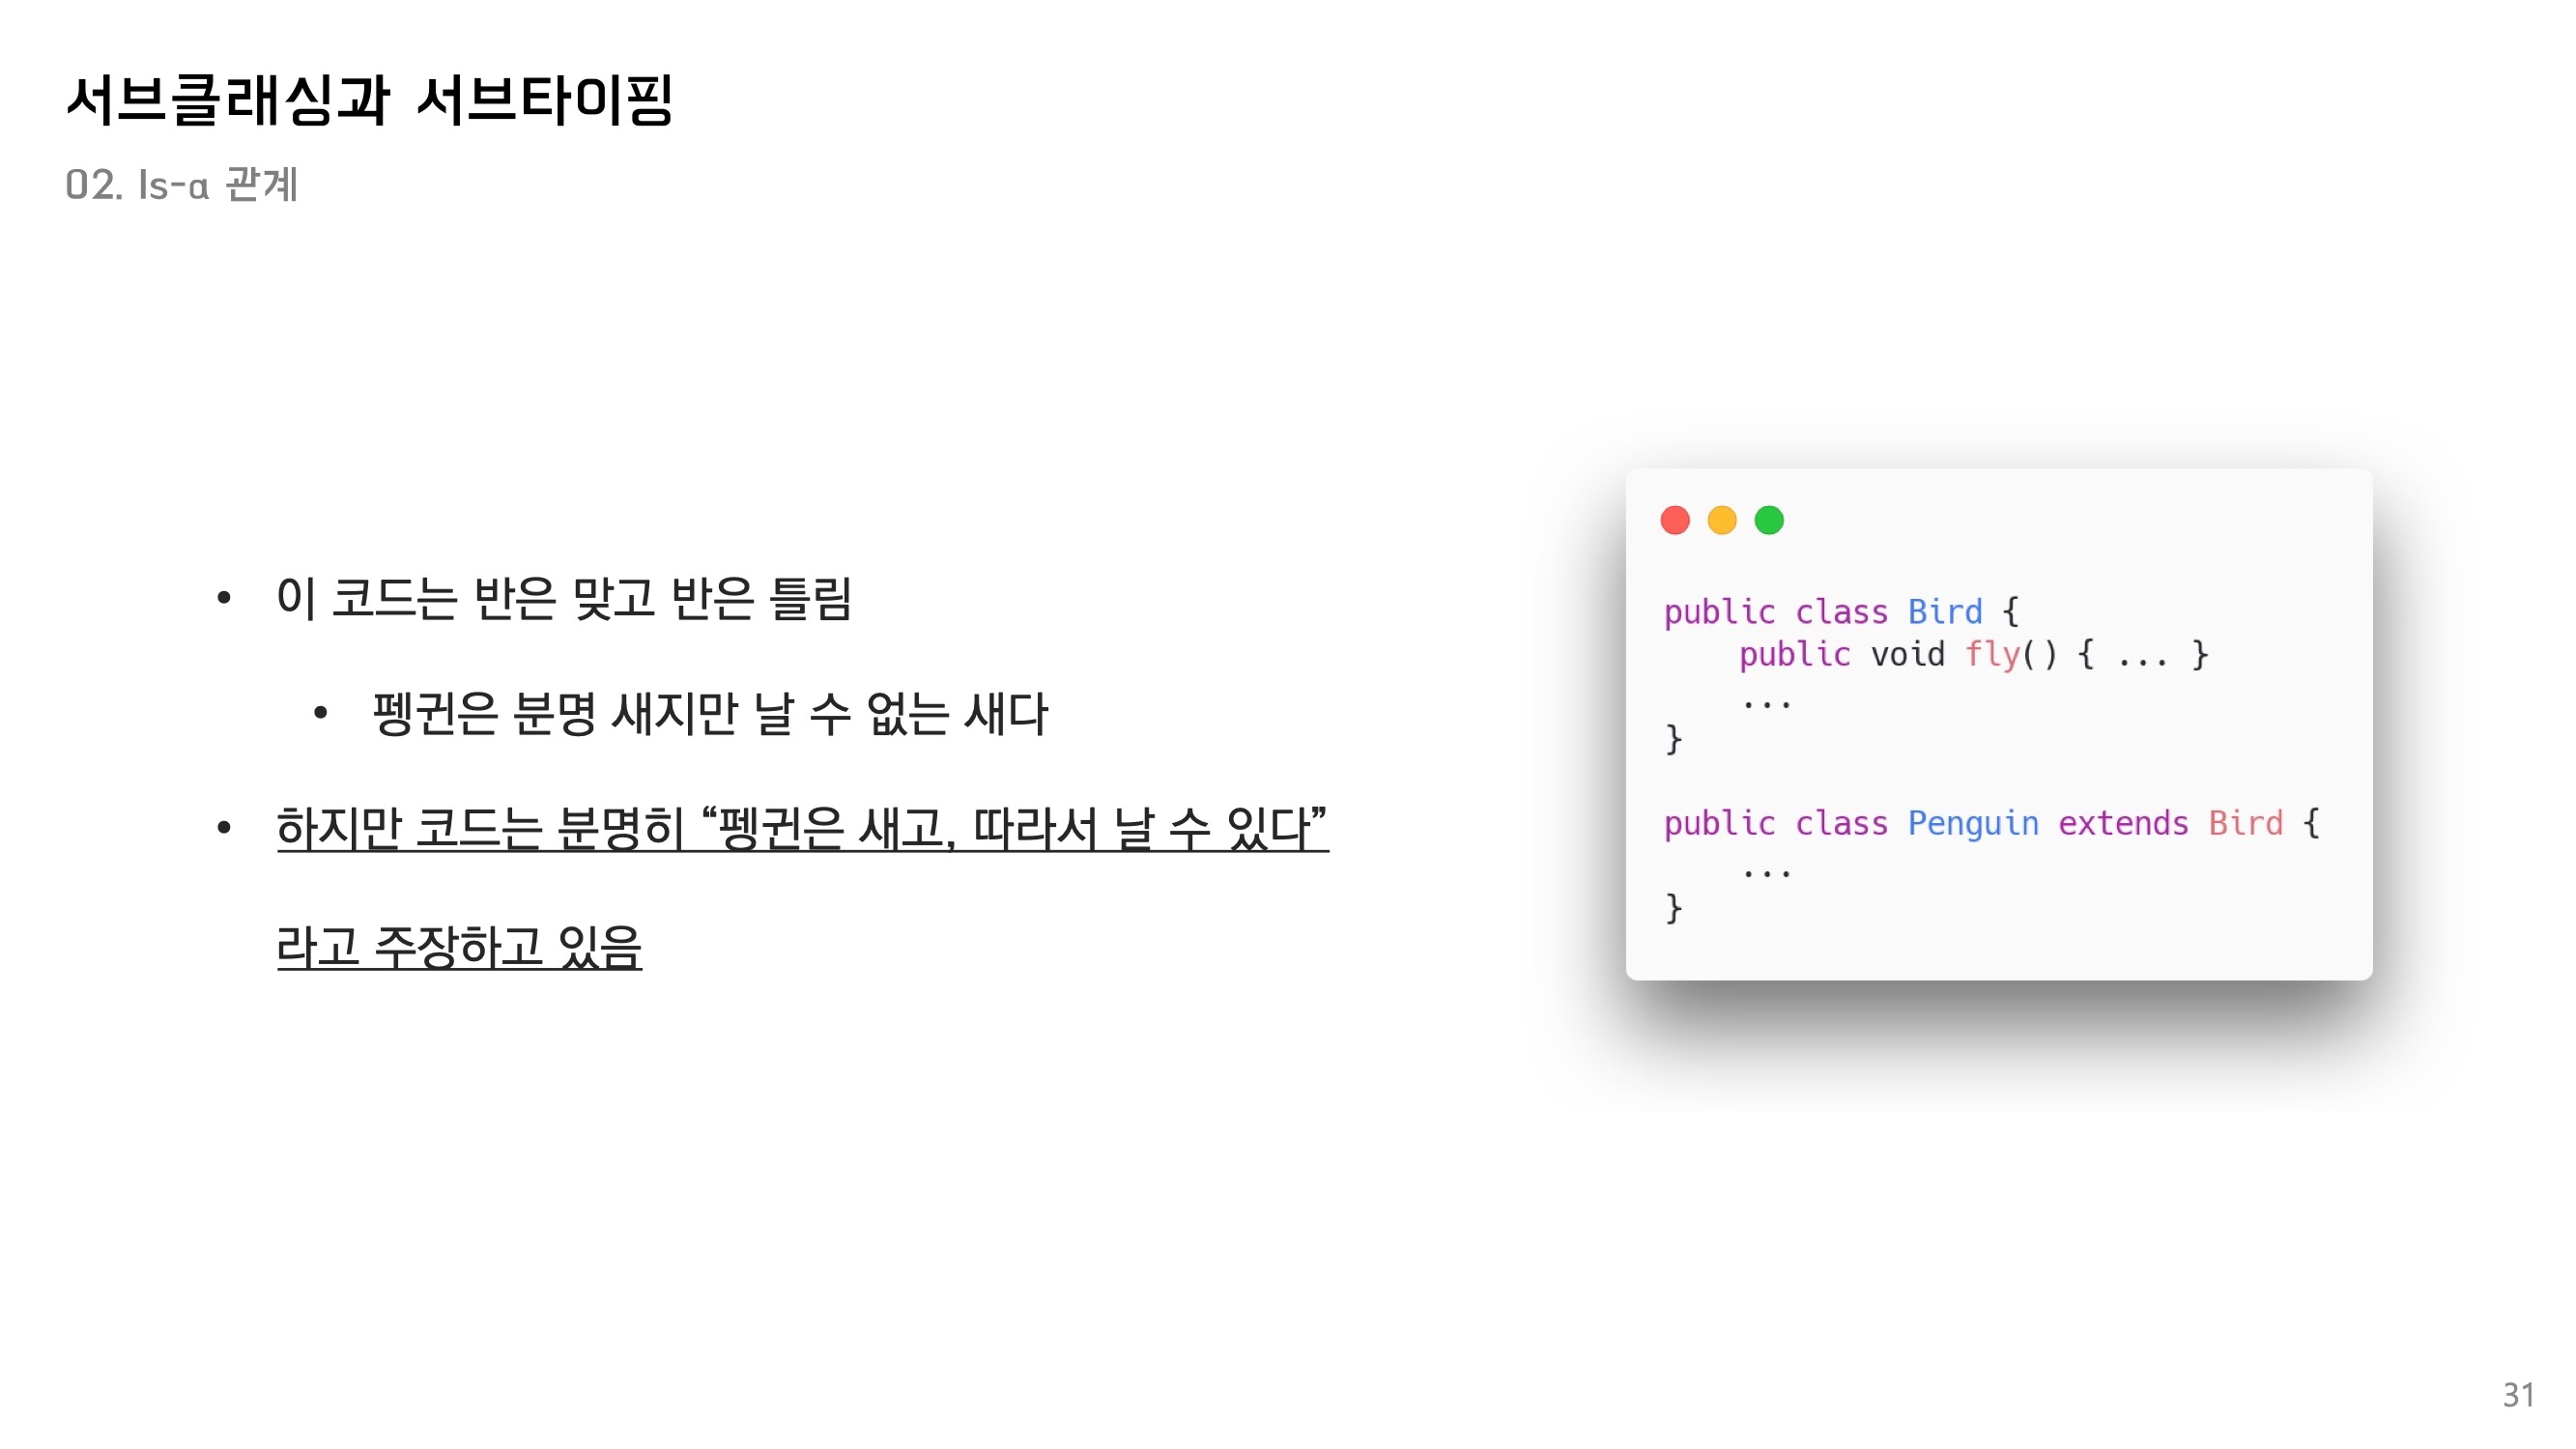 서브클래싱과 서브타이핑
02. Is-a 관계
• 이 코드는 반은 맞고 반은 틀림
• 펭귄은 분명 새지만 날 수 없는 새다
• 하지만 코드는 분명히 “펭귄은 새고, 따라서 날 수 있다”
라고 주장하고 있음
public class Bird {
    public void fly() { ... }
    ...
}
public class Penguin extends Bird {
    ...
}
31